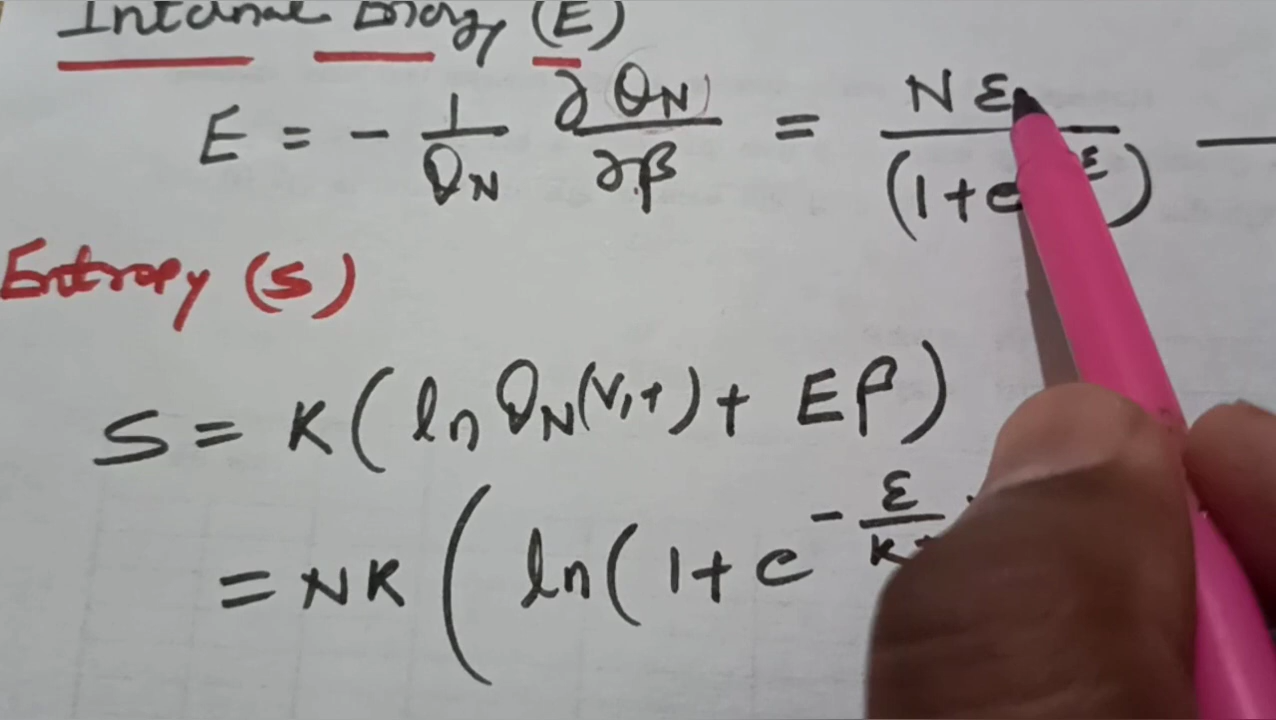 Internal Energy (E)
E = - 1/Q_N ∂Q_N/∂β = Nε/(1+e ε)
Entropy (S)
S = K( ln Q_N(V,t) + Eβ)
= NK ( ln( 1+e^-ε/K